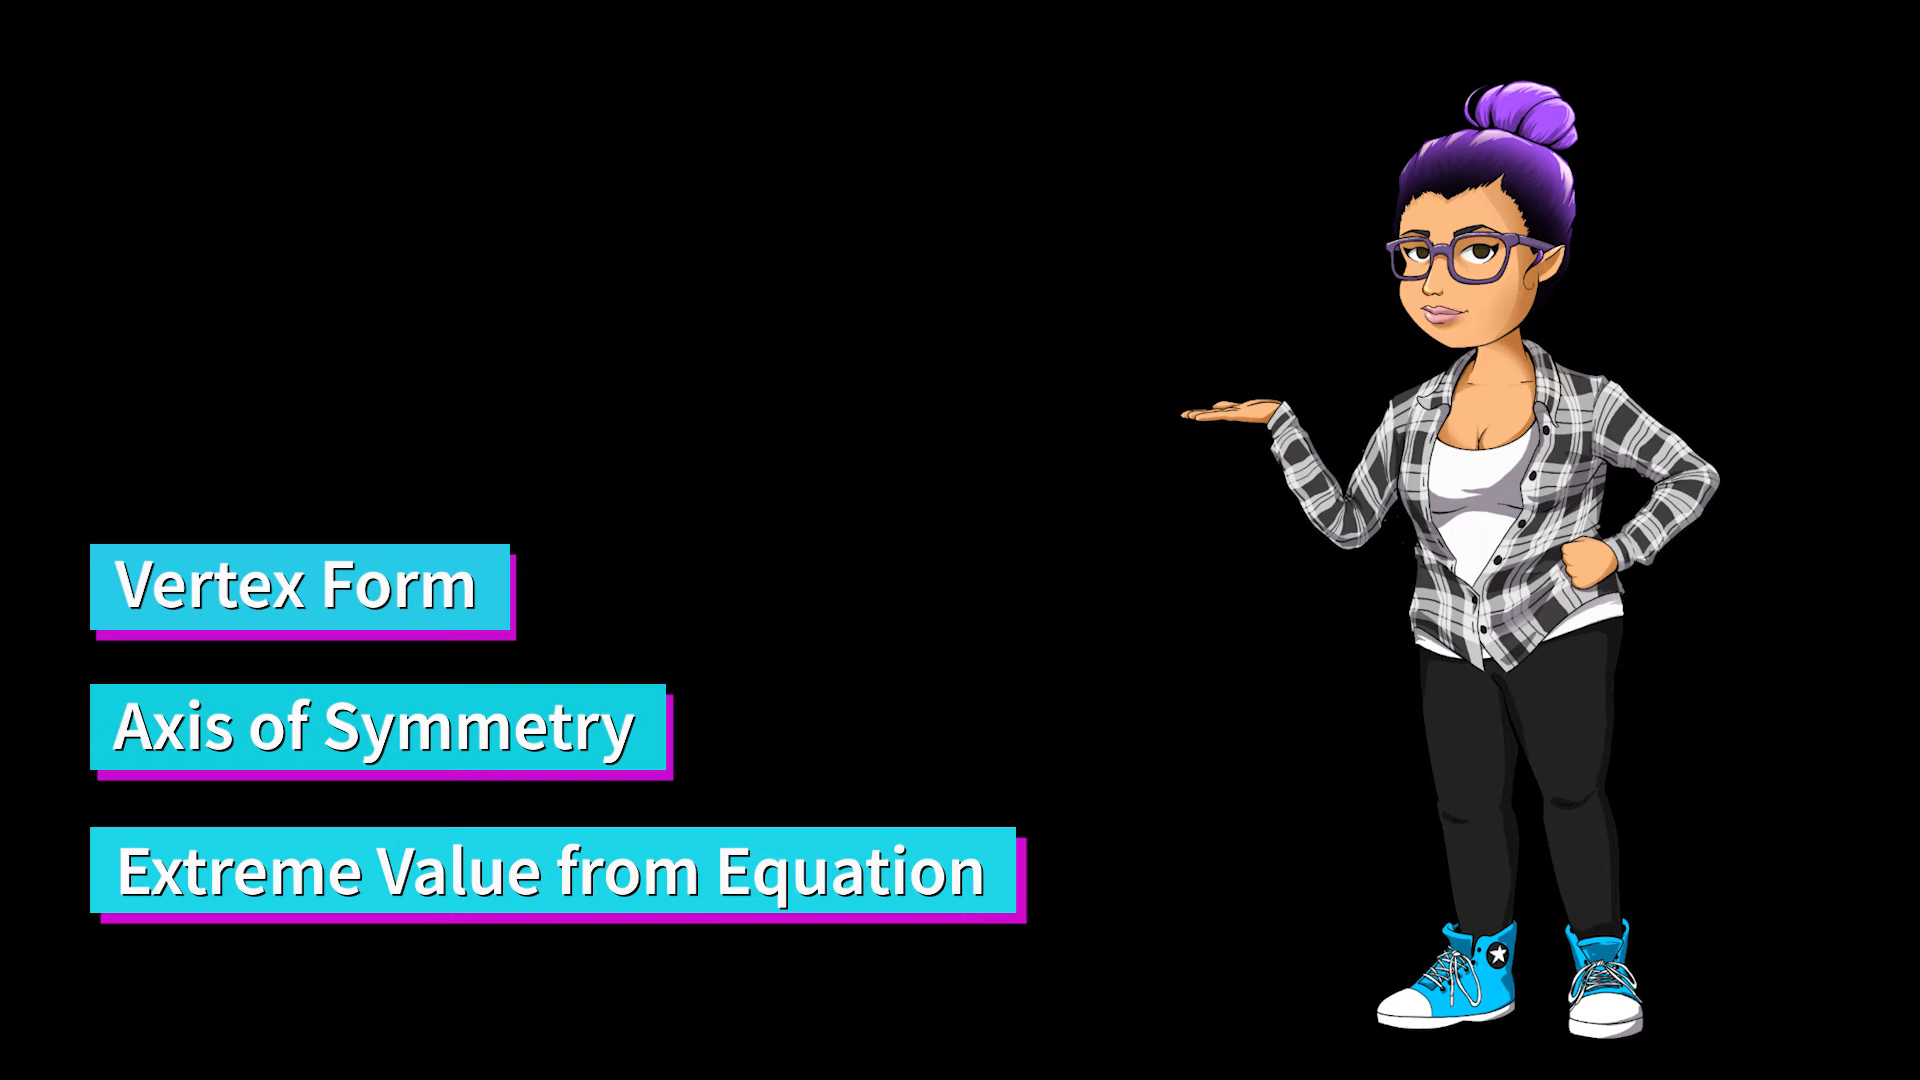 Vertex Form
Axis of Symmetry
Extreme Value from Equation